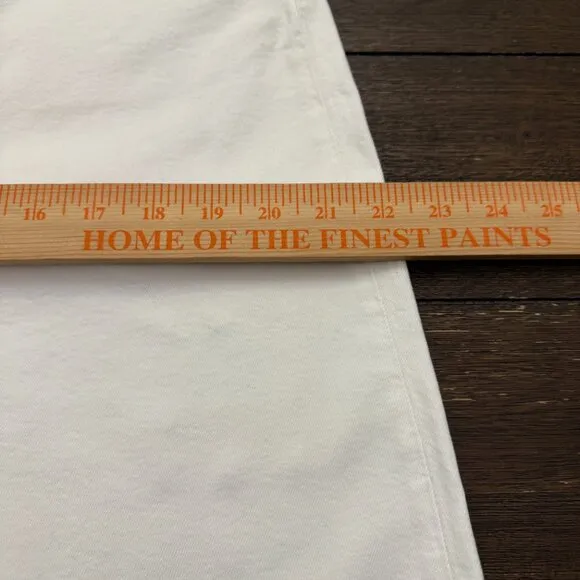 16 17 18 19 20 21 22 23 24 25
HOME OF THE FINEST PAINTS